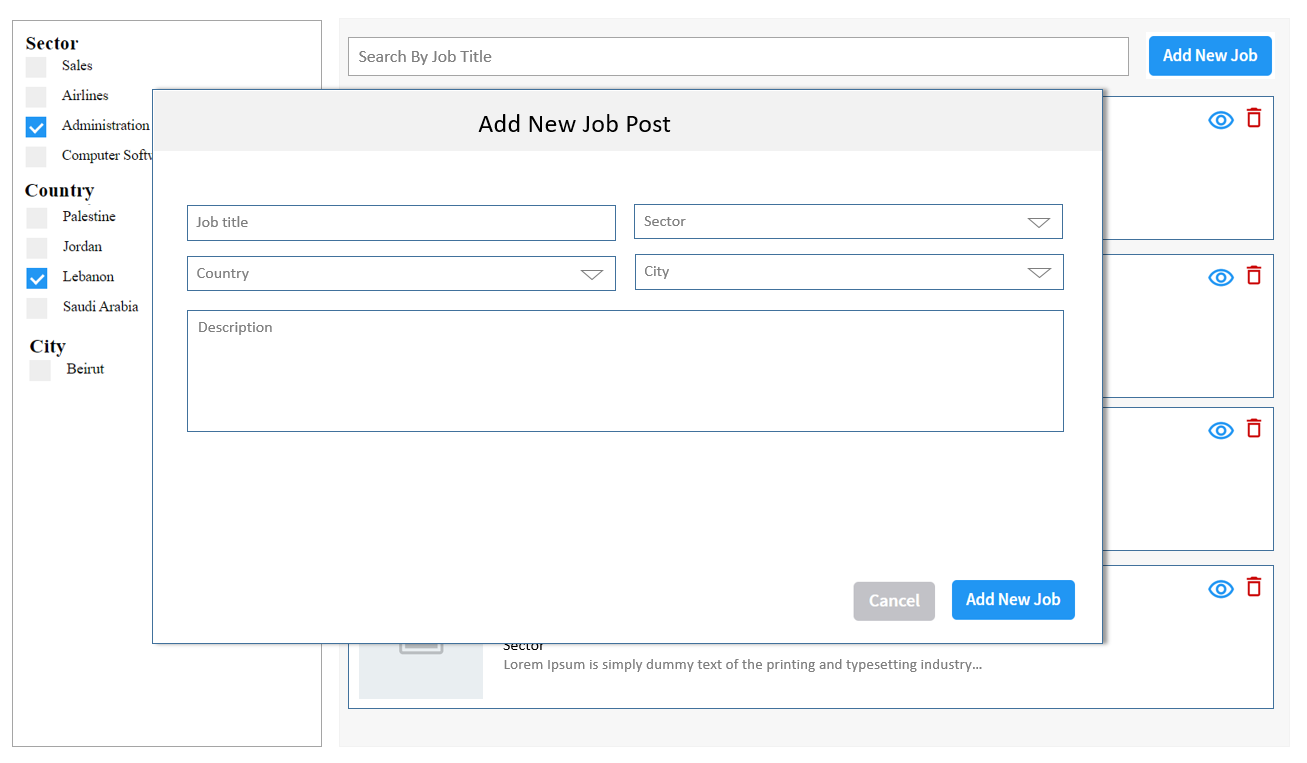 Sector
Sales
Airlines
Administration
Computer
Country
Palestine
Jordan
Lebanon
Saudi Arabia
City
Beirut
Search By Job Title
Add New Job
Add New Job Post
Job title
Sector
Country
City
Description
Cancel
Add New Job
Sector
Lorem Ipsum is simply dummy text of the printing and typesetting industry...